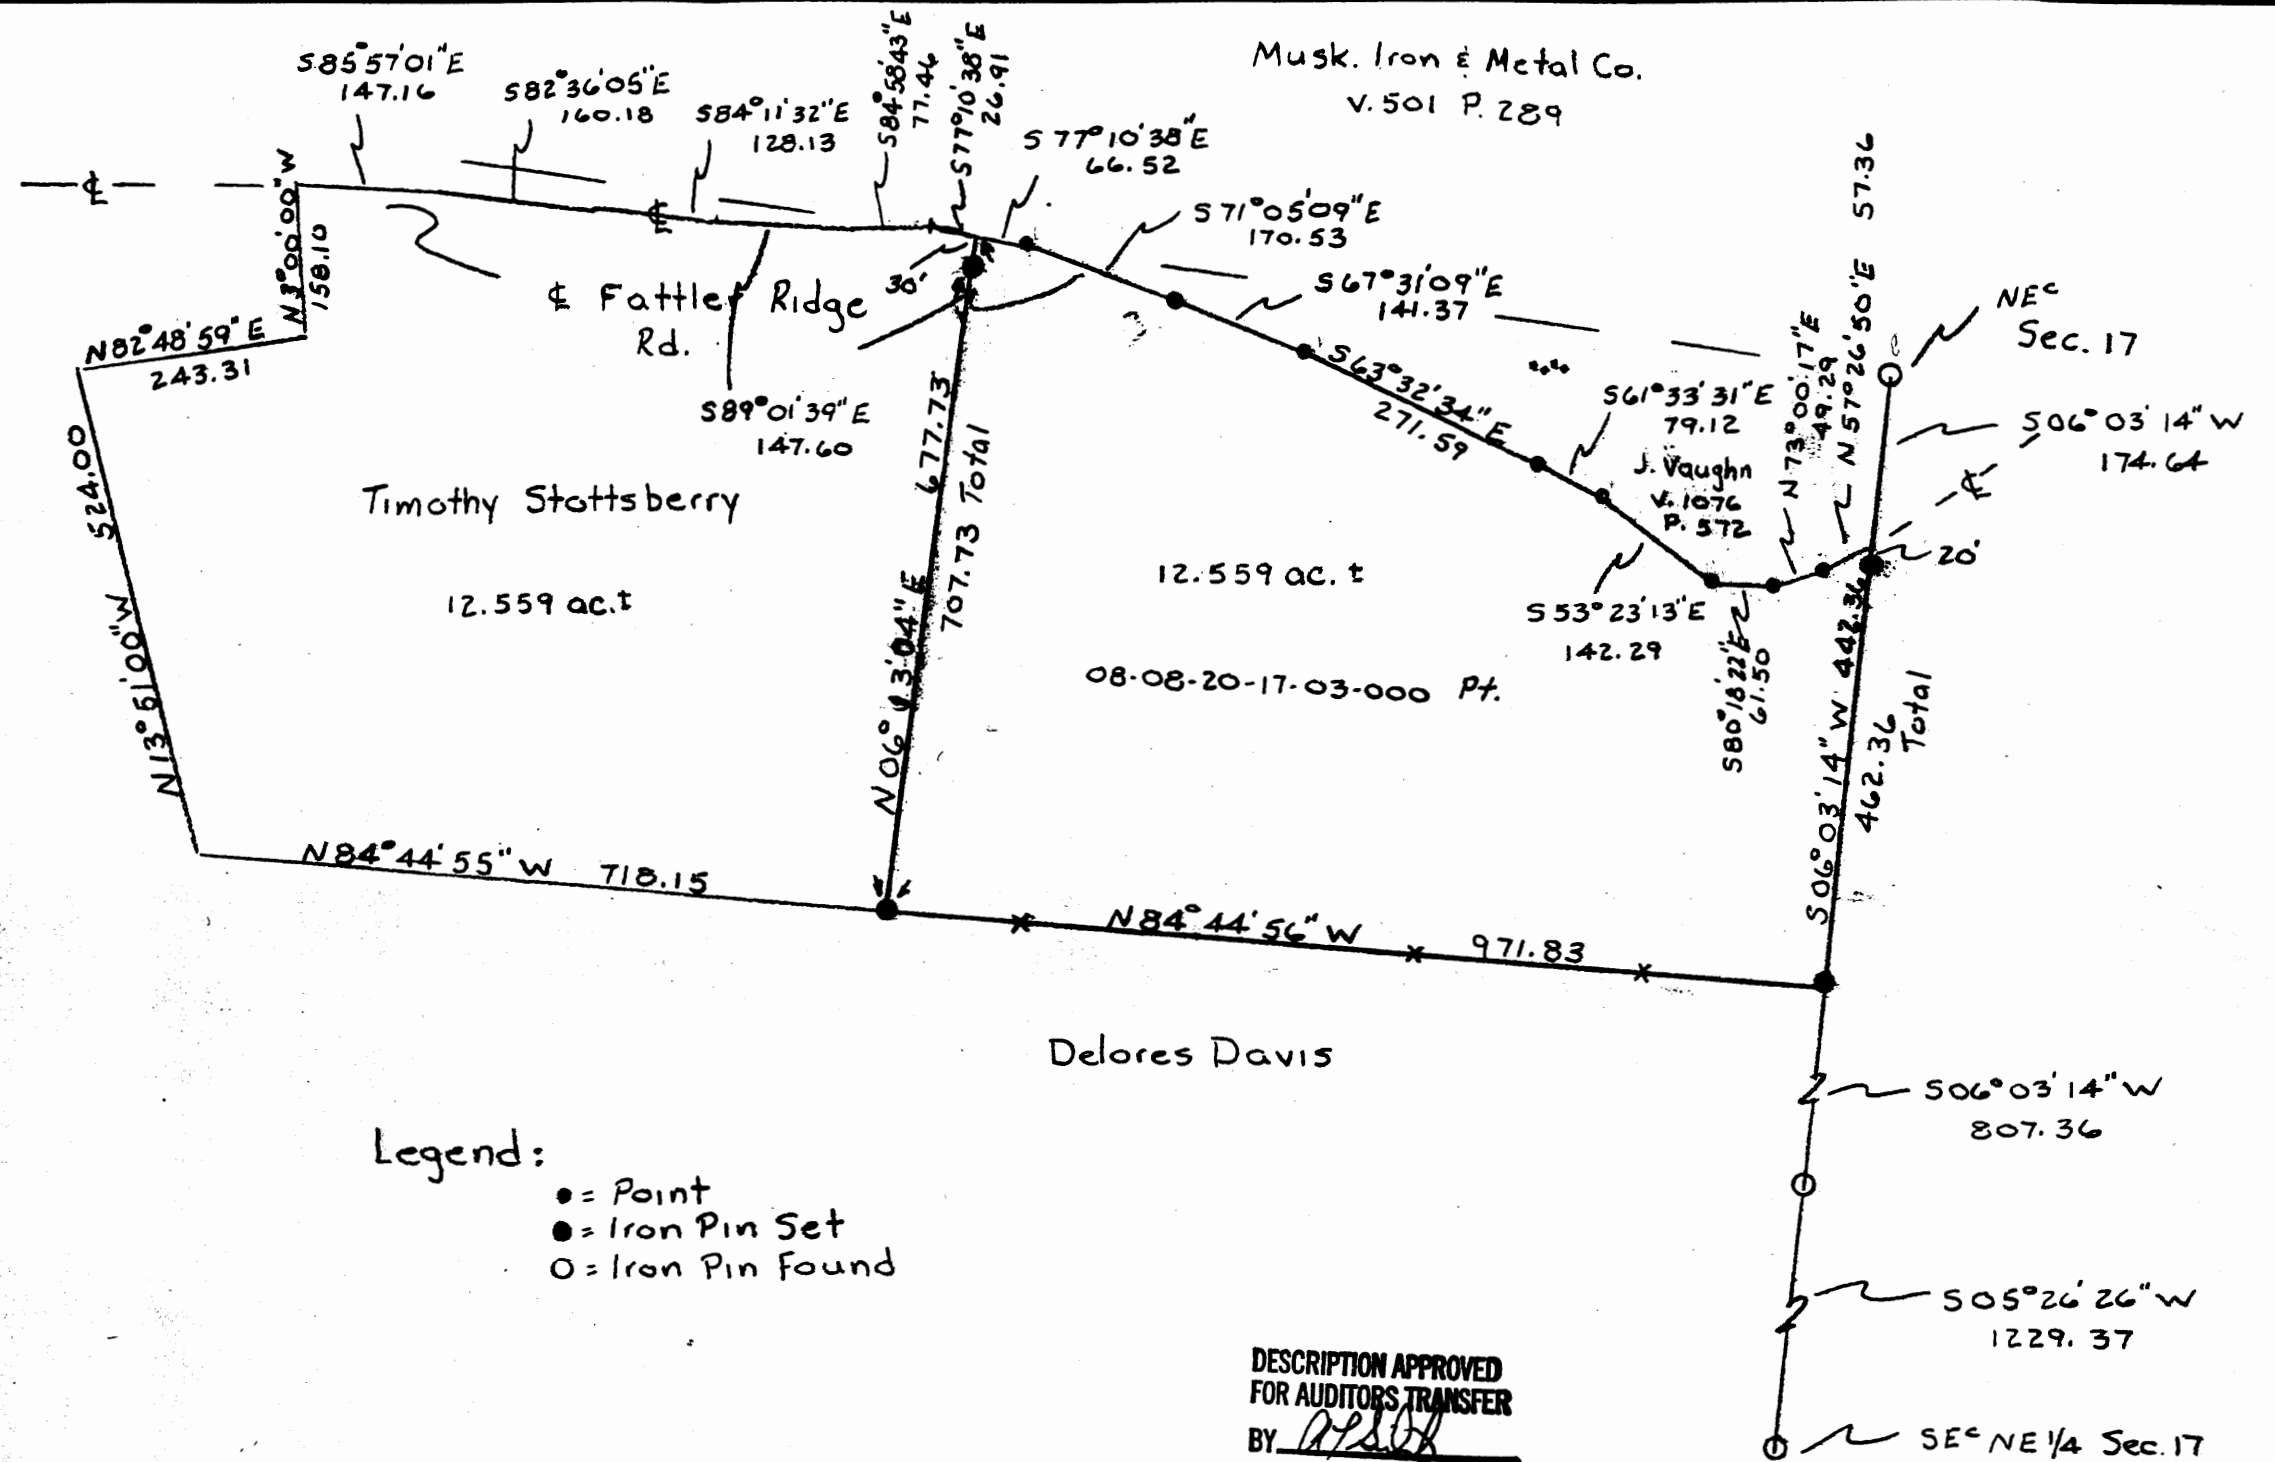 Musk. Iron & Metal Co.
V. 501 P. 289
S85°57'01"E
147.16
S82°36'05"E
160.18
S84°11'32"E
128.13
S84°58'43"E
77.46
S77°10'38"E
26.91
S77°10'38"E
66.52
S71°05'09"E
170.53
S67°31'09"E
141.37
S63°32'34"E
271.59
S61°33'31"E
79.12
J. Vaughn
V. 1076
P. 572
N73°00'17"E
49.29
N57°26'50"E 57.36
NEᶜ
Sec. 17
S06°03'14"W
174.64
℄
20'
℄
℄
N3°00'00"W
158.10
N82°48'59"E
243.31
℄ Fattler Ridge
Rd.
30'
S89°01'39"E
147.60
N13°51'00"W 524.00
Timothy Stottsberry
12.559 ac.±
N06°13'04"E 677.73
707.73 Total
12.559 ac.±
08-08-20-17-03-000 Pt.
S53°23'13"E
142.29
S80°18'22"E
61.50
S06°03'14"W 442.36
462.36
Total
N84°44'55"W 718.15
N84°44'56"W 971.83
Delores Davis
S06°03'14"W
807.36
Legend:
• = Point
● = Iron Pin Set
O = Iron Pin Found
S05°26'26"W
1229.37
SEᶜ NE 1/4 Sec. 17
DESCRIPTION APPROVED
FOR AUDITORS TRANSFER
BY